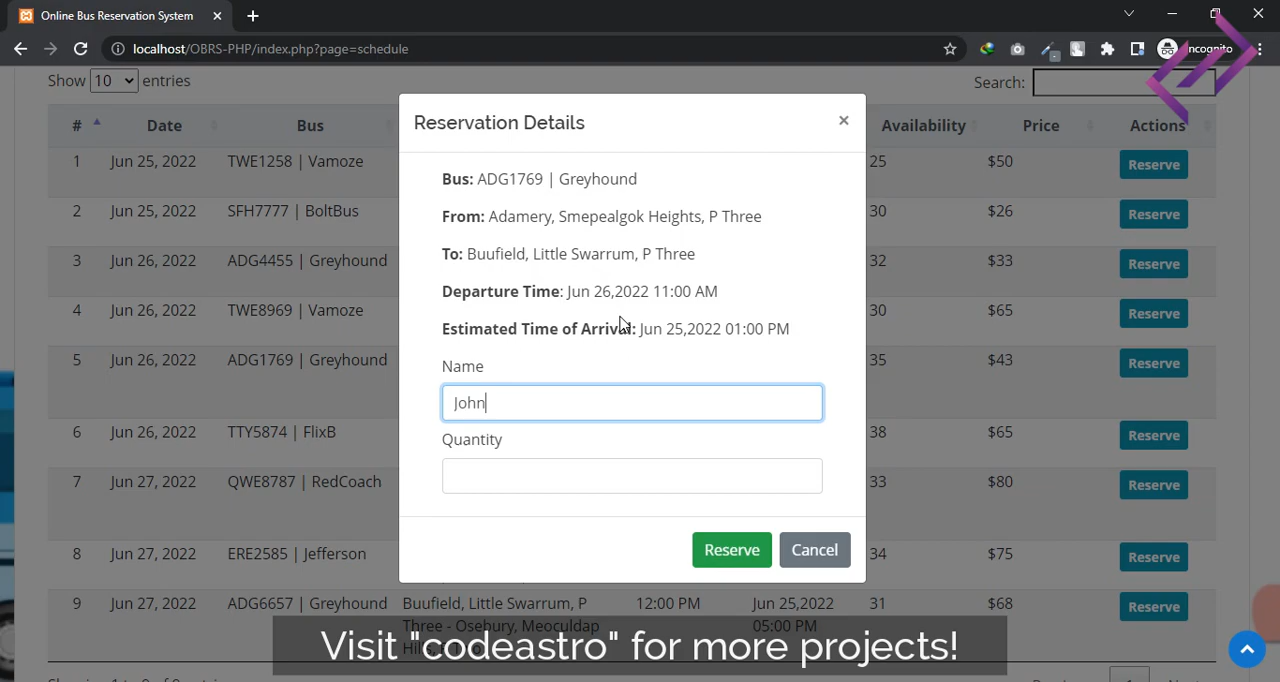 Online Bus Reservation System
localhost/OBRS-PHP/index.php?page=schedule
Incognito
Show 10 entries
Search:
# Date Bus Availability Price Actions
1 Jun 25, 2022 TWE1258 | Vamoze 25 $50 Reserve
2 Jun 25, 2022 SFH7777 | BoltBus 30 $26 Reserve
3 Jun 26, 2022 ADG4455 | Greyhound 32 $33 Reserve
4 Jun 26, 2022 TWE8969 | Vamoze 30 $65 Reserve
5 Jun 26, 2022 ADG1769 | Greyhound 35 $43 Reserve
6 Jun 26, 2022 TTY5874 | FlixB 38 $65 Reserve
7 Jun 27, 2022 QWE8787 | RedCoach 33 $80 Reserve
8 Jun 27, 2022 ERE2585 | Jefferson 34 $75 Reserve
9 Jun 27, 2022 ADG6657 | Greyhound Buufield, Little Swarrum, P 12:00 PM Jun 25,2022 31 $68 Reserve
Three - Osebury, Meoculdap 05:00 PM
Reservation Details ×
Bus: ADG1769 | Greyhound
From: Adamery, Smepealgok Heights, P Three
To: Buufield, Little Swarrum, P Three
Departure Time: Jun 26,2022 11:00 AM
Estimated Time of Arrival: Jun 25,2022 01:00 PM
Name
John
Quantity
Reserve Cancel
Visit "codeastro" for more projects!